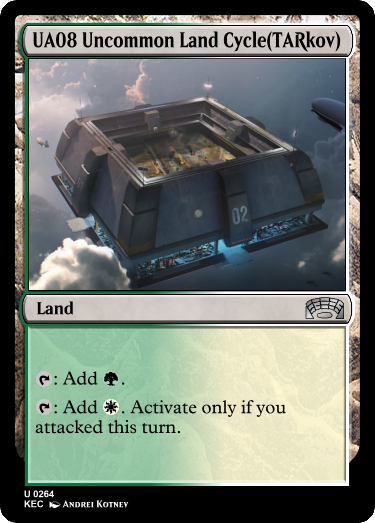 UA08 Uncommon Land Cycle(TARkov)
02
Land
: Add .
: Add . Activate only if you
attacked this turn.
U 0264
KEC Andrei Kotnev